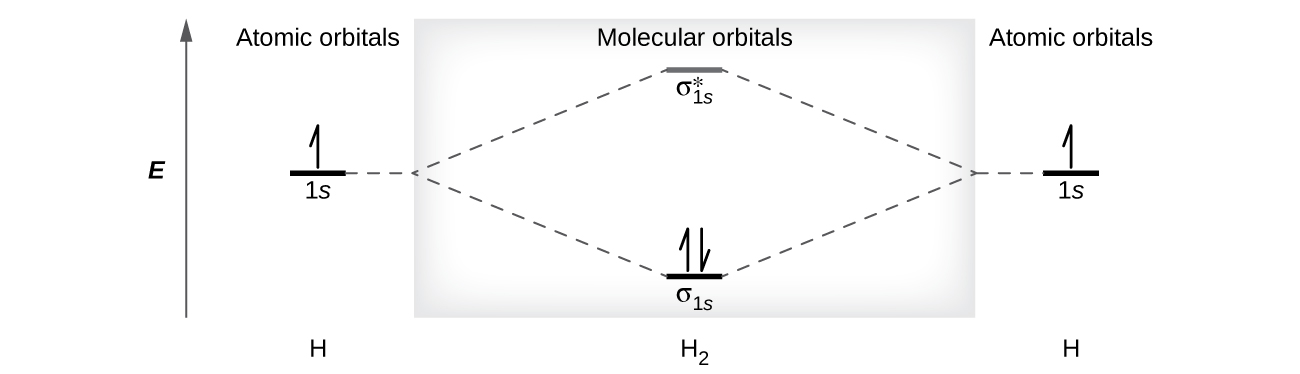 Atomic orbitals Molecular orbitals Atomic orbitals
σ*1s
E
1s 1s
σ1s
H H2 H